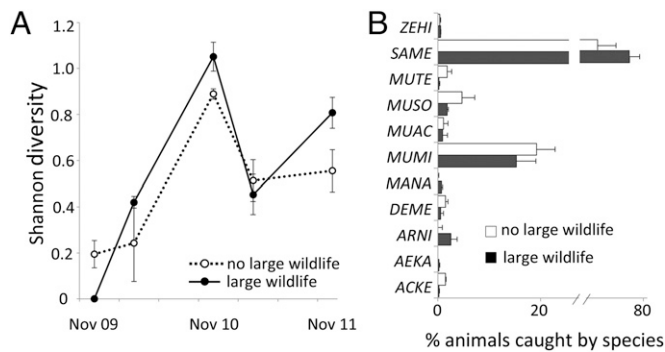 A
Shannon diversity
1.2
1.0
0.8
0.6
0.4
0.2
0
no large wildlife
large wildlife
Nov 09
Nov 10
Nov 11
B
ZEHI
SAME
MUTE
MUSO
MUAC
MUMI
MANA
DEME
ARNI
AEKA
ACKE
no large wildlife
large wildlife
0
20
80
% animals caught by species